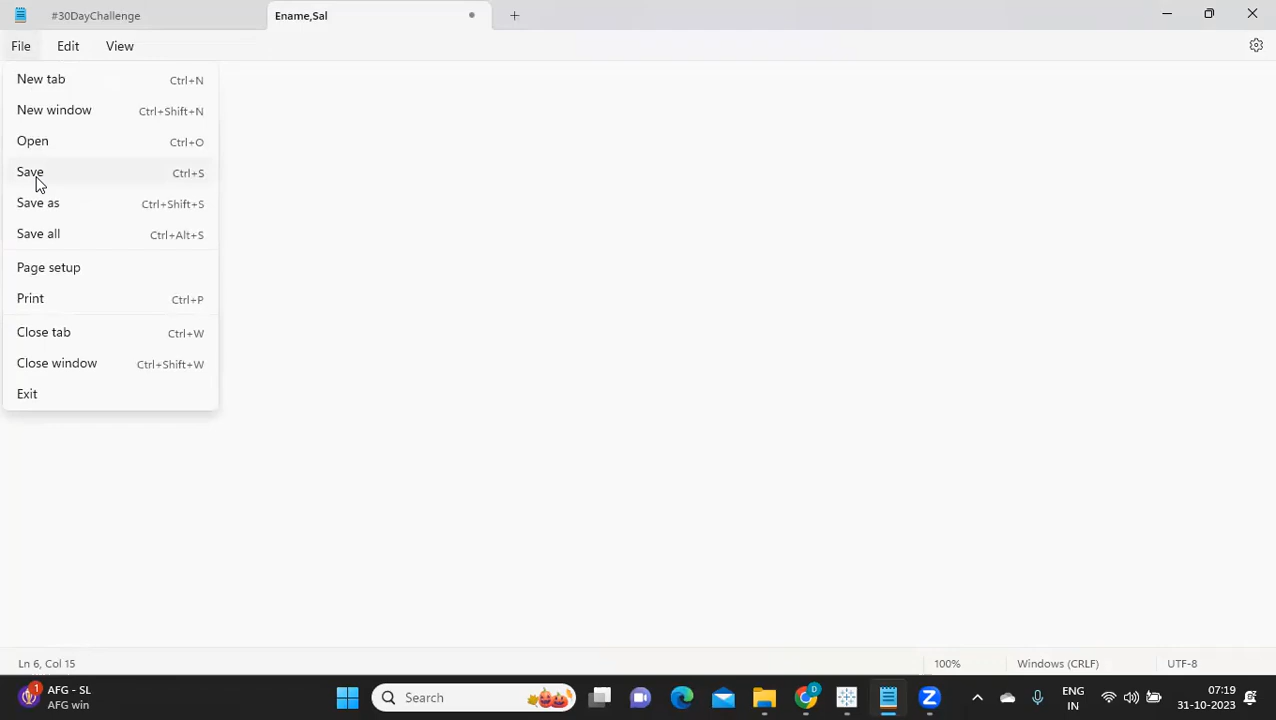 #30DayChallenge
Ename,Sal
File Edit View
New tab Ctrl+N
New window Ctrl+Shift+N
Open Ctrl+O
Save Ctrl+S
Save as Ctrl+Shift+S
Save all Ctrl+Alt+S
Page setup
Print Ctrl+P
Close tab Ctrl+W
Close window Ctrl+Shift+W
Exit
Ln 6, Col 15 100% Windows (CRLF) UTF-8
1
AFG - SL
AFG win
Search
D
ENG
IN
07:19
31-10-2023